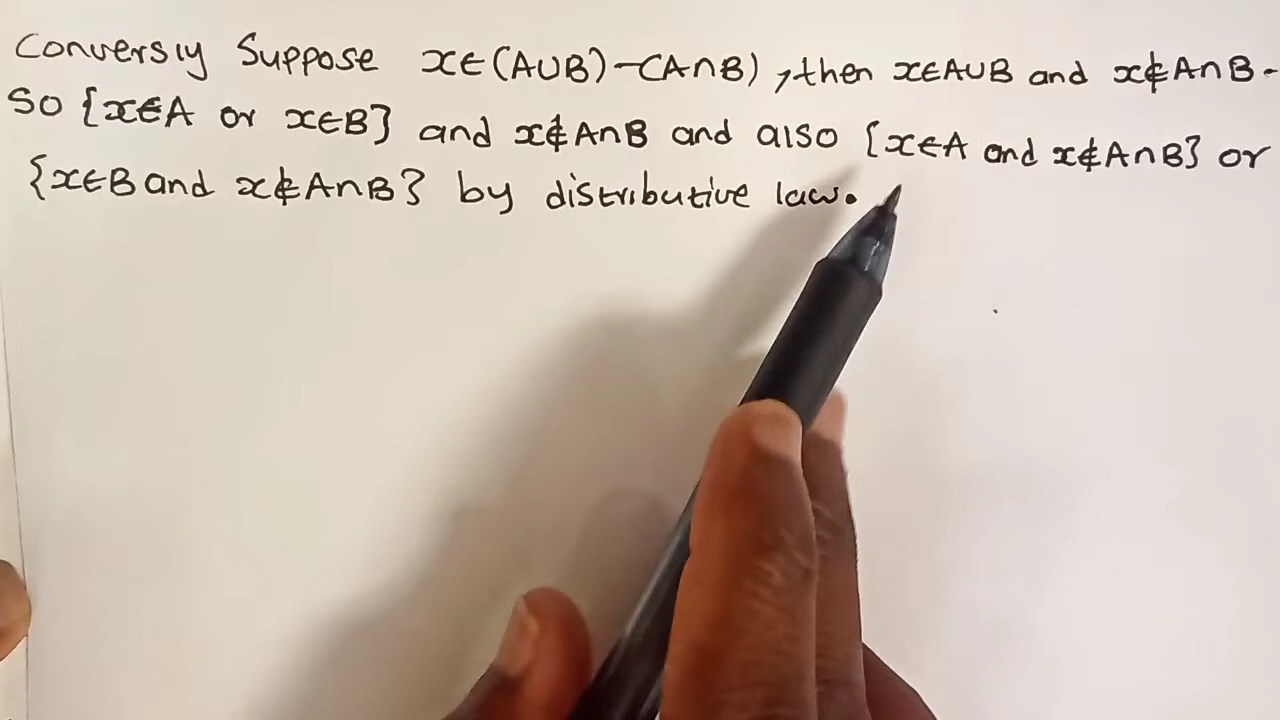 Conversly Suppose x∈(A∪B)-(A∩B), then x∈A∪B and x∉A∩B-
So {x∈A or x∈B} and x∉A∩B and also {x∈A and x∉A∩B} or
{x∈B and x∉A∩B} by distributive law.